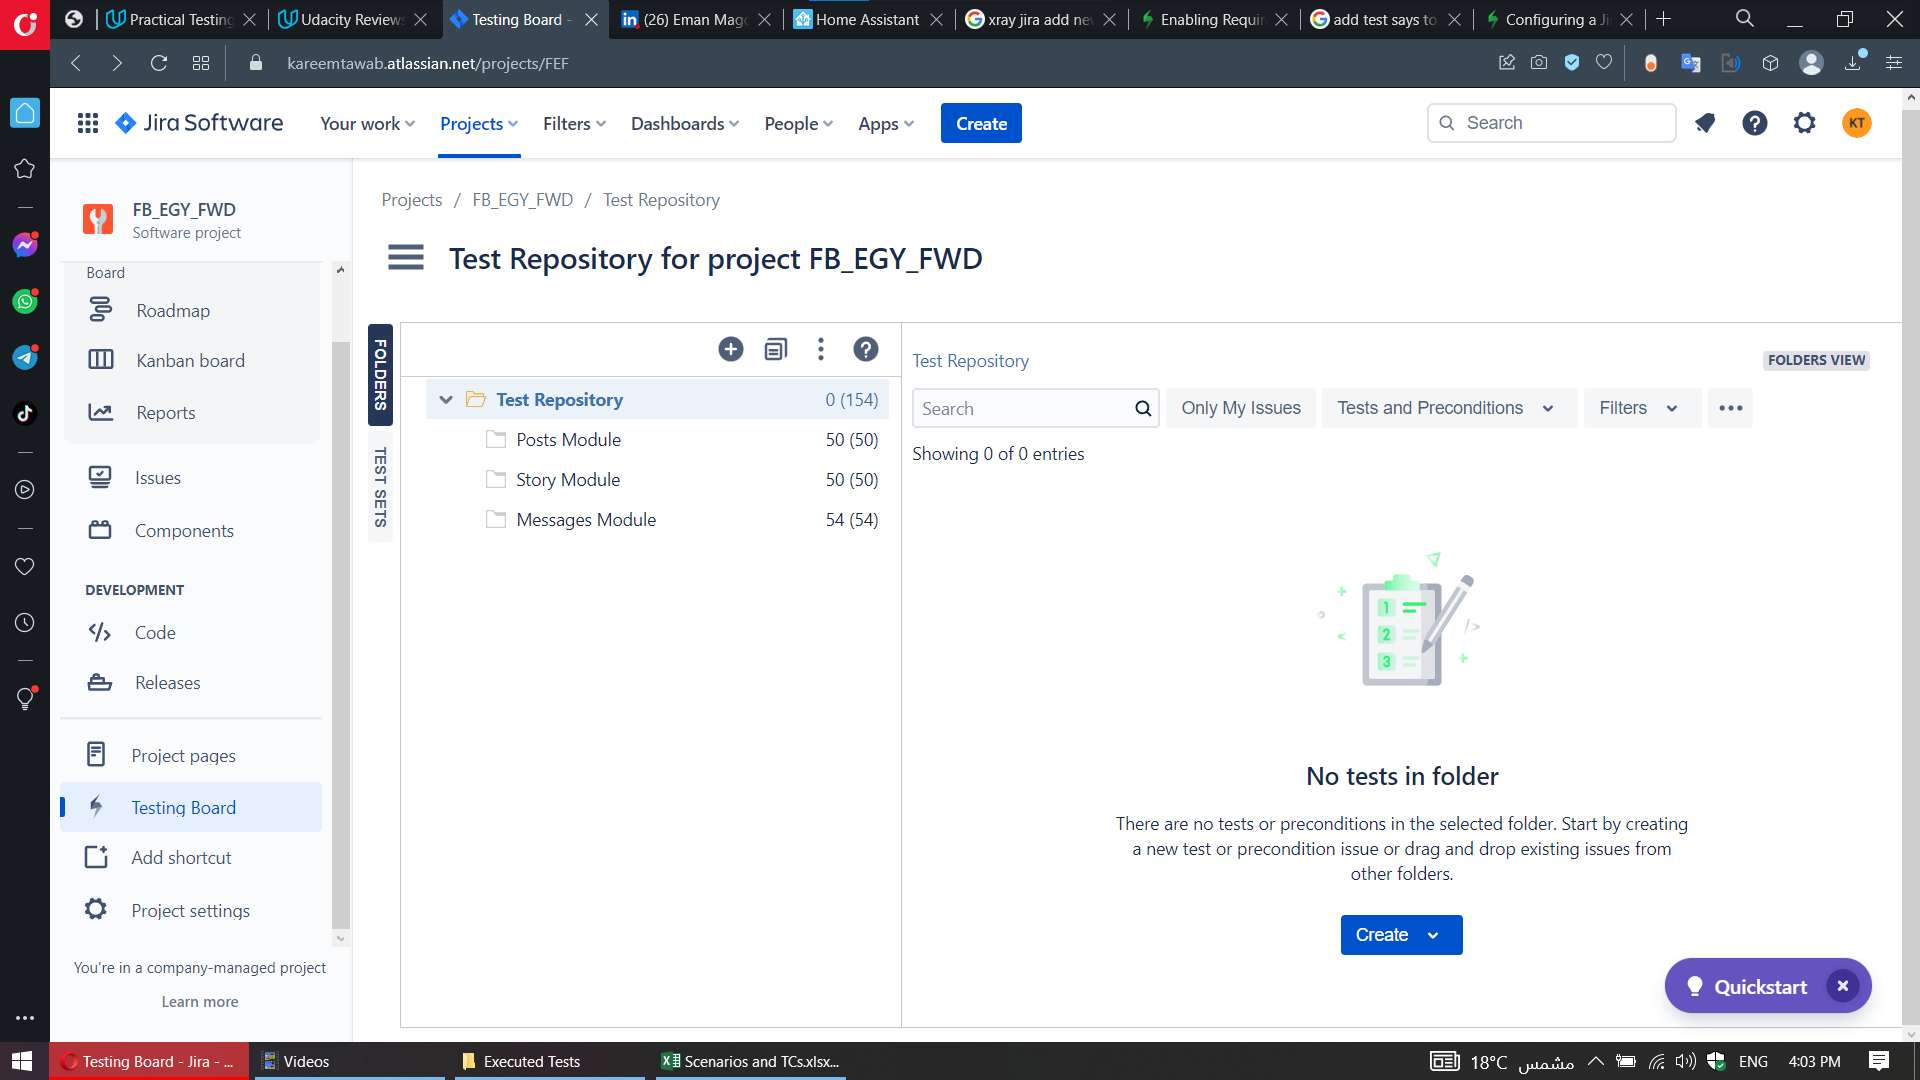 Practical Testing
Udacity Reviews
Testing Board -
(26) Eman Mago
Home Assistant
xray jira add nev
Enabling Requir
add test says to
Configuring a Ji
kareemtawab.atlassian.net/projects/FEF
Jira Software
Your work
Projects
Filters
Dashboards
People
Apps
Create
Search
KT
FB_EGY_FWD
Software project
Board
Roadmap
Kanban board
Reports
Issues
Components
DEVELOPMENT
Code
Releases
Project pages
Testing Board
Add shortcut
Project settings
You're in a company-managed project
Learn more
Projects / FB_EGY_FWD / Test Repository
Test Repository for project FB_EGY_FWD
FOLDERS
TEST SETS
Test Repository 0 (154)
Posts Module 50 (50)
Story Module 50 (50)
Messages Module 54 (54)
Test Repository
FOLDERS VIEW
Search
Only My Issues
Tests and Preconditions
Filters
Showing 0 of 0 entries
1
2
3
No tests in folder
There are no tests or preconditions in the selected folder. Start by creating
a new test or precondition issue or drag and drop existing issues from
other folders.
Create
Quickstart
Testing Board - Jira - ...
Videos
Executed Tests
Scenarios and TCs.xlsx...
18°C مشمس
ENG
4:03 PM